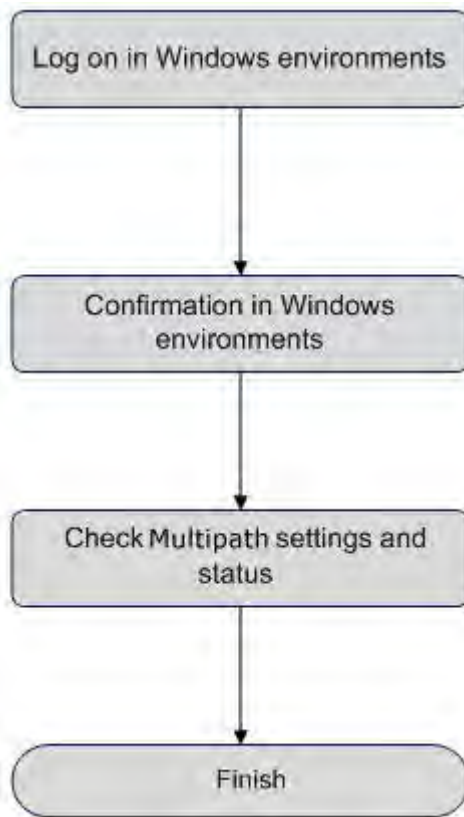 Log on in Windows environments
Confirmation in Windows
environments
Check Multipath settings and
status
Finish